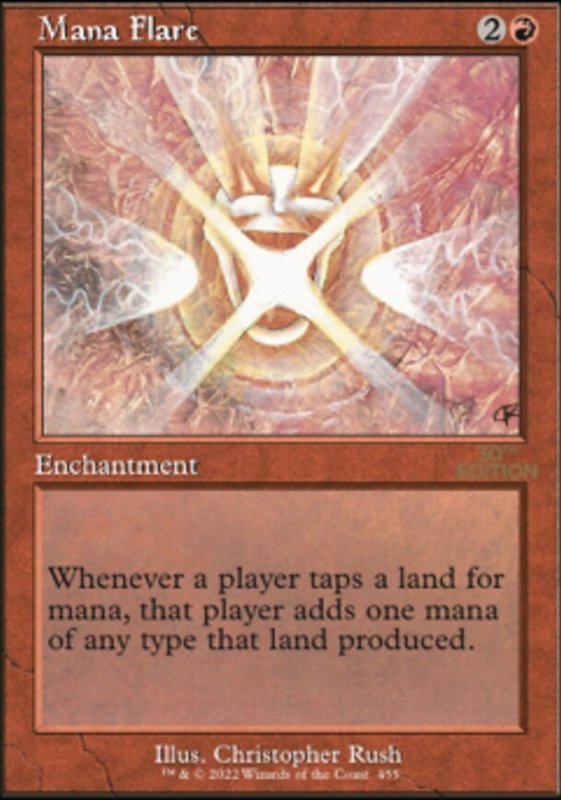 Mana Flare 2
Enchantment
30TH
EDITION
Whenever a player taps a land for
mana, that player adds one mana
of any type that land produced.
Illus. Christopher Rush
™ & © 2022 Wizards of the Coast 455